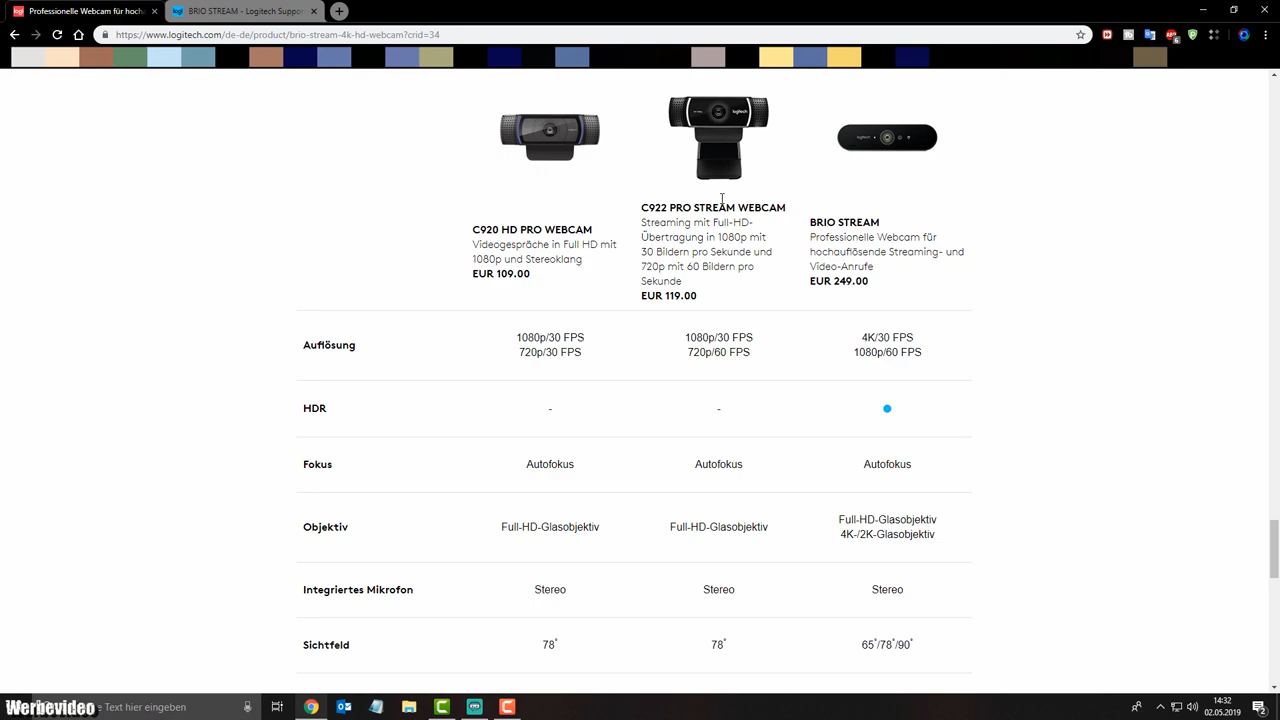 Professionelle Webcam für hoch
BRIO STREAM - Logitech Suppor
https://www.logitech.com/de-de/product/brio-stream-4k-hd-webcam?crid=34
C920 HD PRO WEBCAM
Videogespräche in Full HD mit
1080p und Stereoklang
EUR 109.00
C922 PRO STREAM WEBCAM
Streaming mit Full-HD-
Übertragung in 1080p mit
30 Bildern pro Sekunde und
720p mit 60 Bildern pro
Sekunde
EUR 119.00
BRIO STREAM
Professionelle Webcam für
hochauflösende Streaming- und
Video-Anrufe
EUR 249.00
Auflösung
1080p/30 FPS
720p/30 FPS
1080p/30 FPS
720p/60 FPS
4K/30 FPS
1080p/60 FPS
HDR - -
Fokus Autofokus Autofokus Autofokus
Objektiv
Full-HD-Glasobjektiv
Full-HD-Glasobjektiv
Full-HD-Glasobjektiv
4K-/2K-Glasobjektiv
Integriertes Mikrofon Stereo Stereo Stereo
Sichtfeld 78° 78° 65°/78°/90°
Werbevideo
Text hier eingeben
14:32
02.05.2019